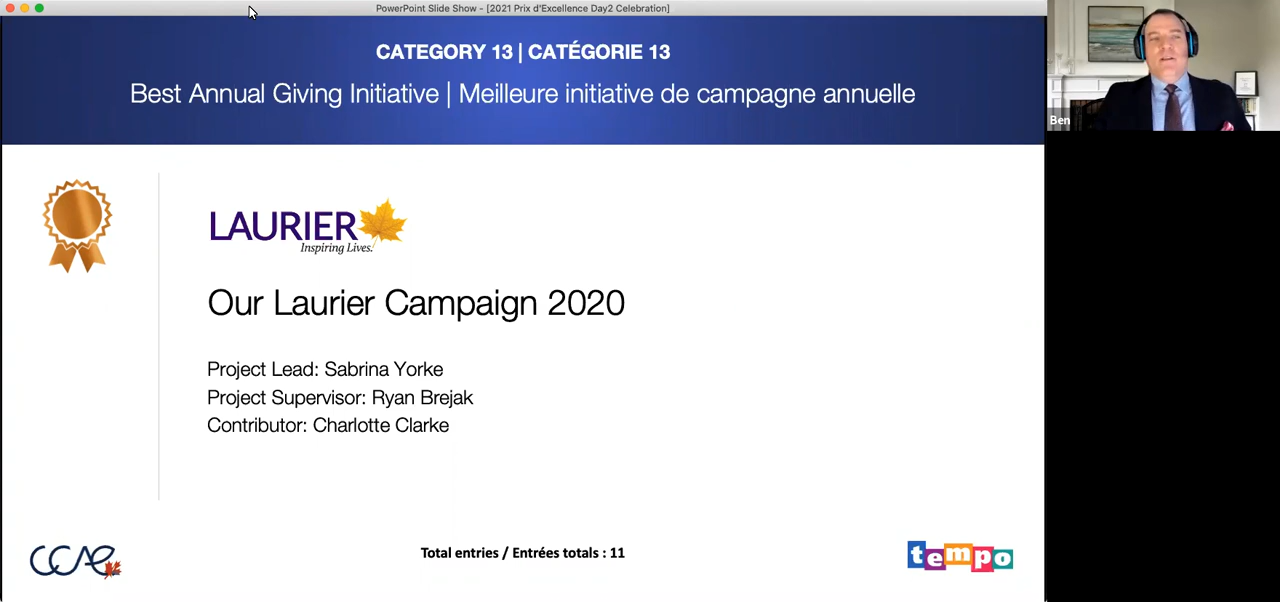 PowerPoint Slide Show - [2021 Prix d'Excellence Day2 Celebration]
CATEGORY 13 | CATÉGORIE 13
Best Annual Giving Initiative | Meilleure initiative de campagne annuelle
Ben
LAURIER
Inspiring Lives.
Our Laurier Campaign 2020
Project Lead: Sabrina Yorke
Project Supervisor: Ryan Brejak
Contributor: Charlotte Clarke
CCAE
Total entries / Entrées totals : 11
tempo